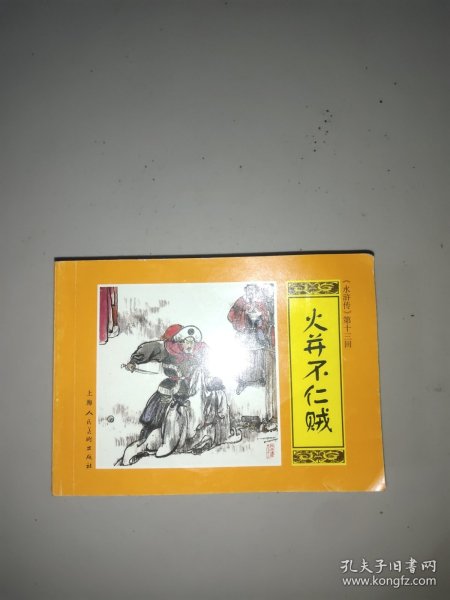 《水浒传》第十三回
火并不仁贼
上海人民美术出版社
孔夫子旧书网
www.kongfz.com